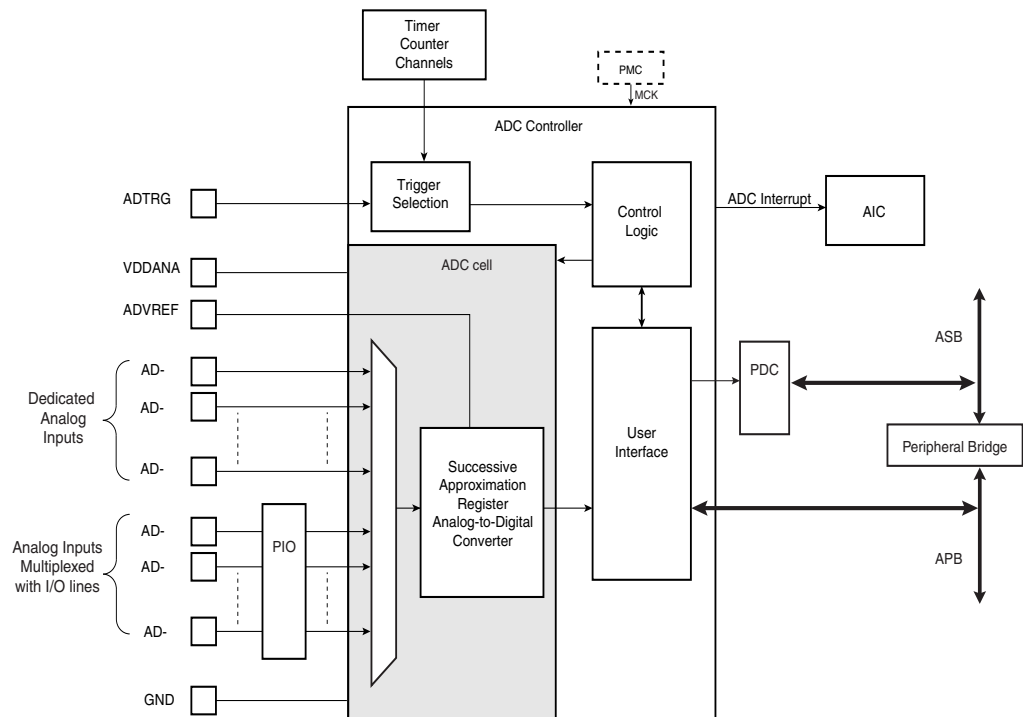 Timer
Counter
Channels
PMC
MCK
ADC Controller
ADTRG
Trigger
Selection
Control
Logic
ADC Interrupt
AIC
VDDANA
ADC cell
ADVREF
Dedicated
Analog
Inputs
AD-
AD-
AD-
User
Interface
PDC
ASB
Peripheral Bridge
Successive
Approximation
Register
Analog-to-Digital
Converter
Analog Inputs
Multiplexed
with I/O lines
AD-
AD-
AD-
PIO
APB
GND